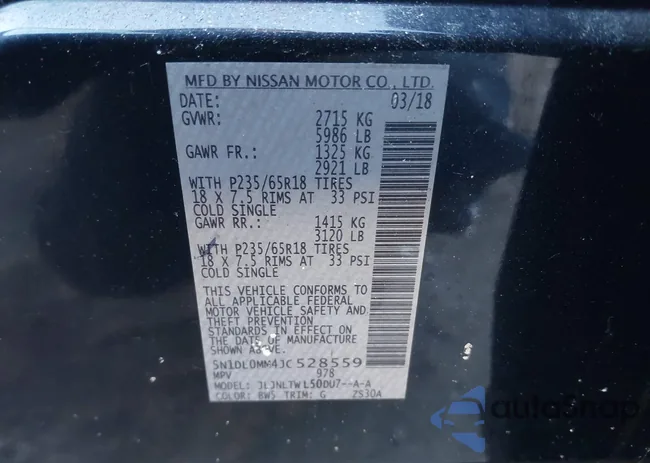 MFD BY NISSAN MOTOR CO., LTD.
DATE: 03/18
GVWR: 2715 KG
5986 LB
GAWR FR.: 1325 KG
2921 LB
WITH P235/65R18 TIRES
18 X 7.5 RIMS AT 33 PSI
COLD SINGLE
GAWR RR.: 1415 KG
3120 LB
WITH P235/65R18 TIRES
18 X 7.5 RIMS AT 33 PSI
COLD SINGLE
THIS VEHICLE CONFORMS TO
ALL APPLICABLE FEDERAL
MOTOR VEHICLE SAFETY AND
THEFT PREVENTION
STANDARDS IN EFFECT ON
THE DATE OF MANUFACTURE
SHOWN ABOVE.
5N1DL0MM4JC528559
MPV 978
MODEL: JLJNLTWL50DU7--A-A
COLOR: BW5 TRIM: G ZS30A
autosnap